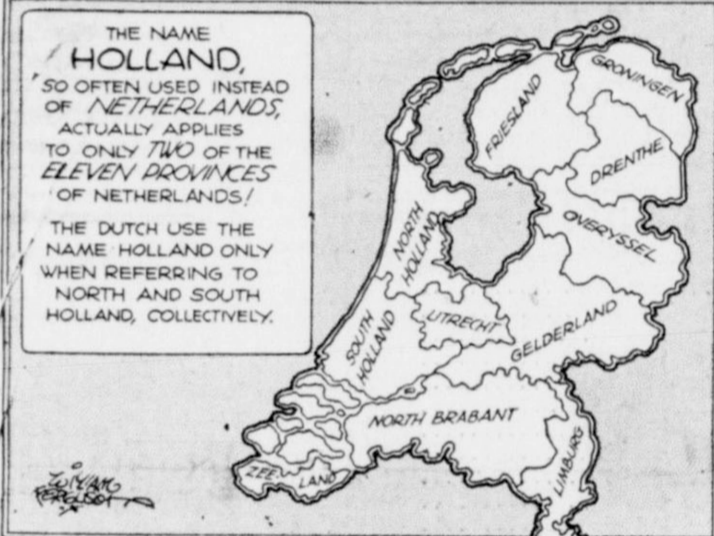 THE NAME
HOLLAND,
SO OFTEN USED INSTEAD
OF NETHERLANDS,
ACTUALLY APPLIES
TO ONLY TWO OF THE
ELEVEN PROVINCES
OF NETHERLANDS!
THE DUTCH USE THE
NAME HOLLAND ONLY
WHEN REFERRING TO
NORTH AND SOUTH
HOLLAND, COLLECTIVELY.
GRONINGEN
FRIESLAND
DRENTHE
OVERYSSEL
NORTH
HOLLAND
UTRECHT
GELDERLAND
SOUTH
HOLLAND
NORTH BRABANT
LIMBURG
ZEE-LAND
William
Ferguson